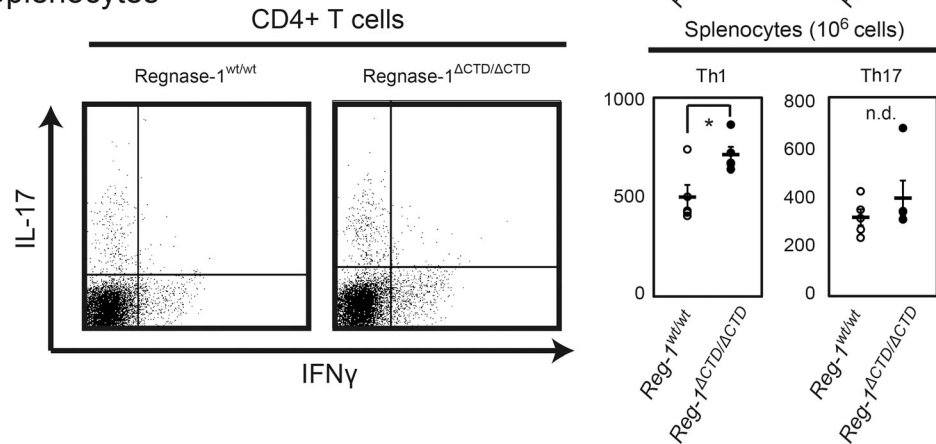 CD4+ T cells
Regnase-1wt/wt
Regnase-1ΔCTD/ΔCTD
IL-17
IFNγ
Splenocytes (10⁶ cells)
Th1
Th17
1000
500
0
*
800
600
400
200
0
n.d.
Reg-1wt/wt
Reg-1ΔCTD/ΔCTD
Reg-1wt/wt
Reg-1ΔCTD/ΔCTD